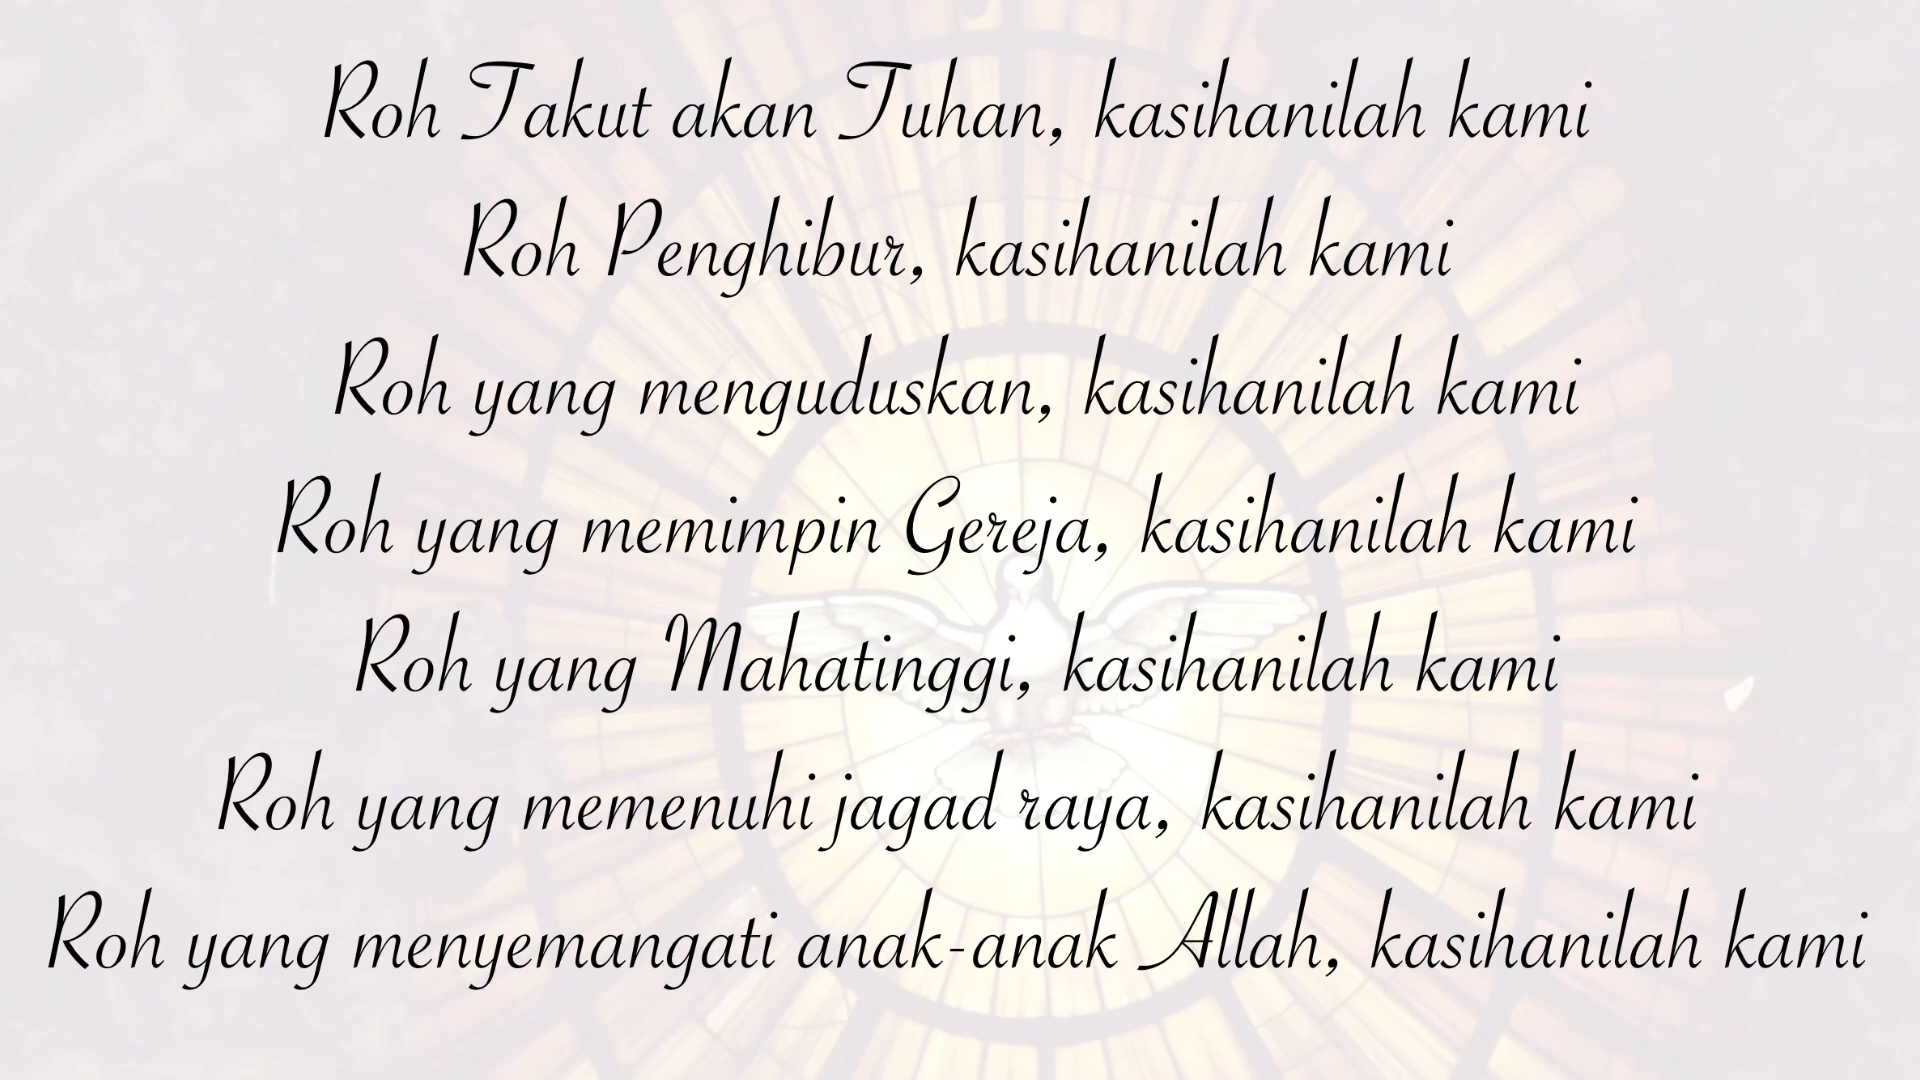 Roh Takut akan Tuhan, kasihanilah kami
Roh Penghibur, kasihanilah kami
Roh yang menguduskan, kasihanilah kami
Roh yang memimpin Gereja, kasihanilah kami
Roh yang Mahatinggi, kasihanilah kami
Roh yang memenuhi jagad raya, kasihanilah kami
Roh yang menyemangati anak-anak Allah, kasihanilah kami